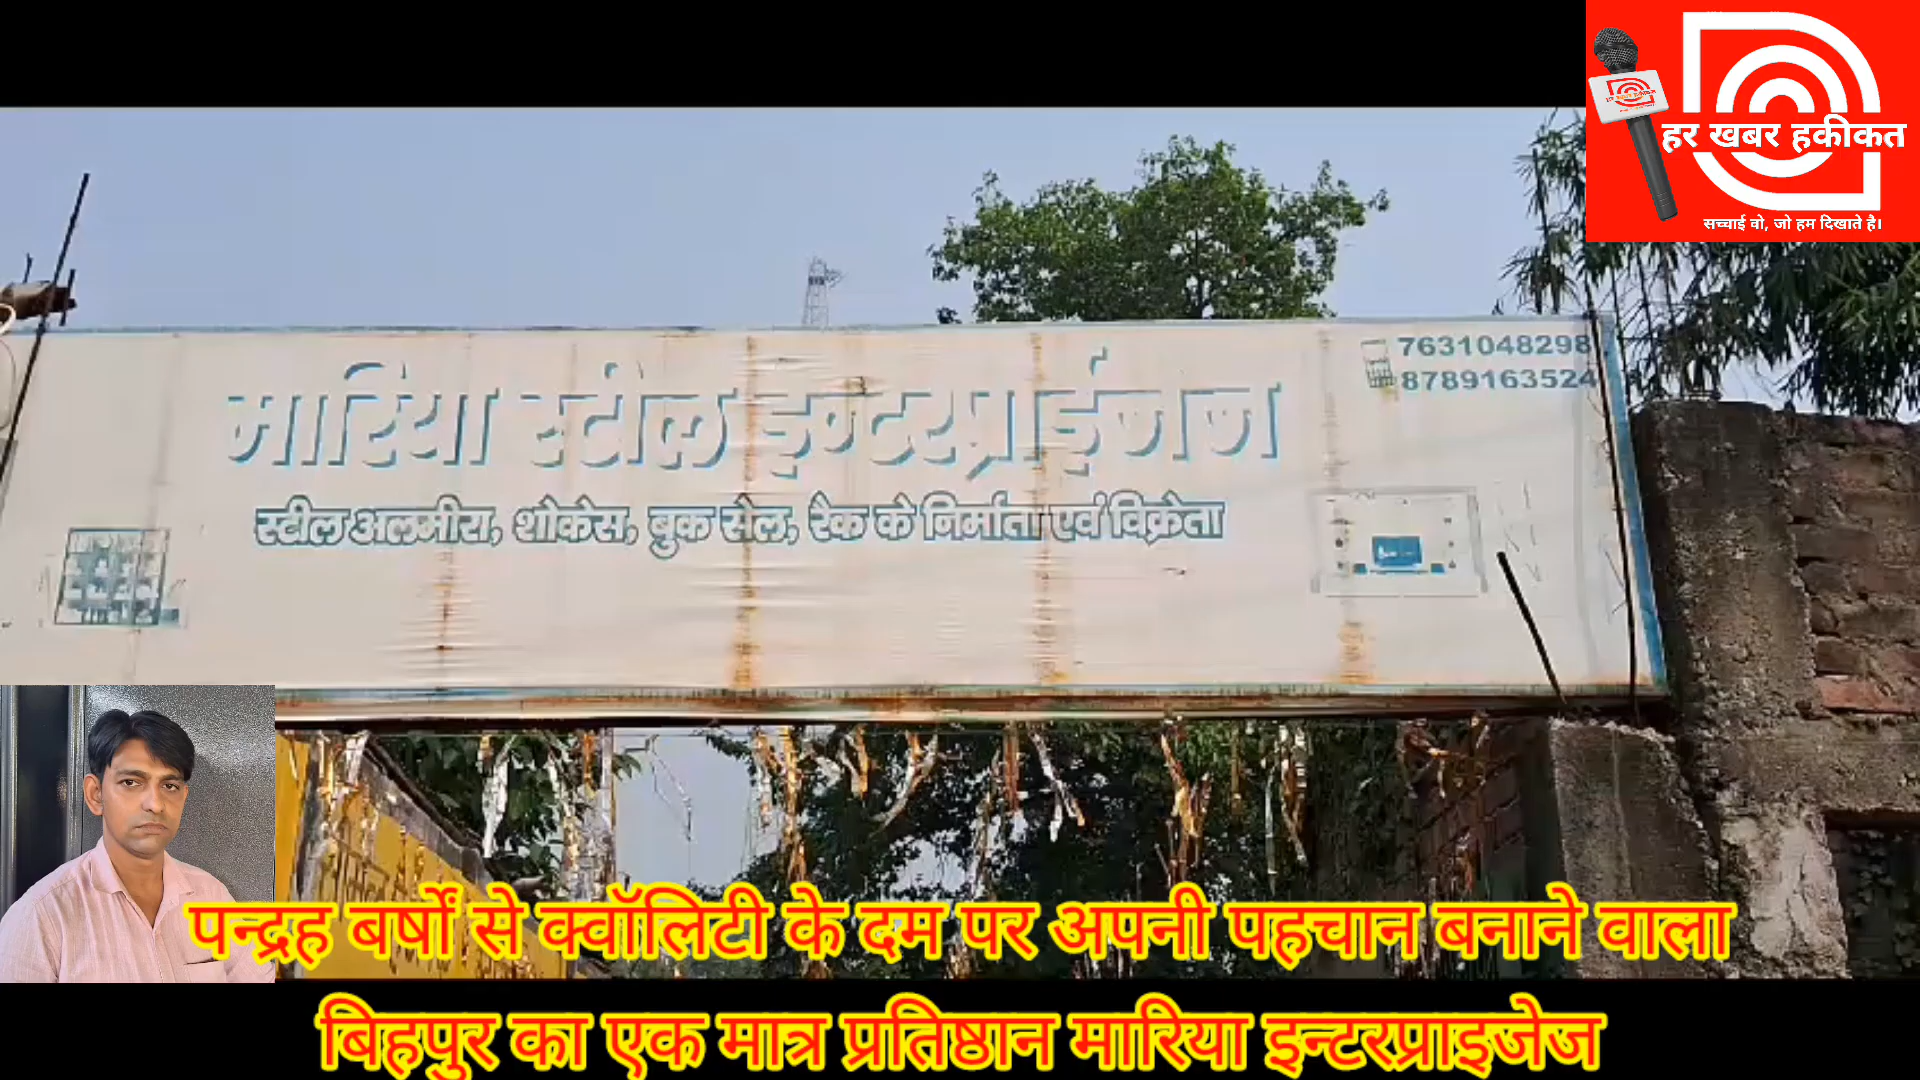 हर खबर हकीकत
सच्चाई वो, जो हम दिखाते है।
7631048298
8789163524
मारिया स्टील इण्टरप्राईजेज
स्टील अलमीरा, शोकेस, बुक सेल, रैक के निर्माता एवं विक्रेता
पन्द्रह बर्षों से क्वॉलिटी के दम पर अपनी पहचान बनाने वाला
बिहपुर का एक मात्र प्रतिष्ठान मारिया इन्टरप्राइजेज